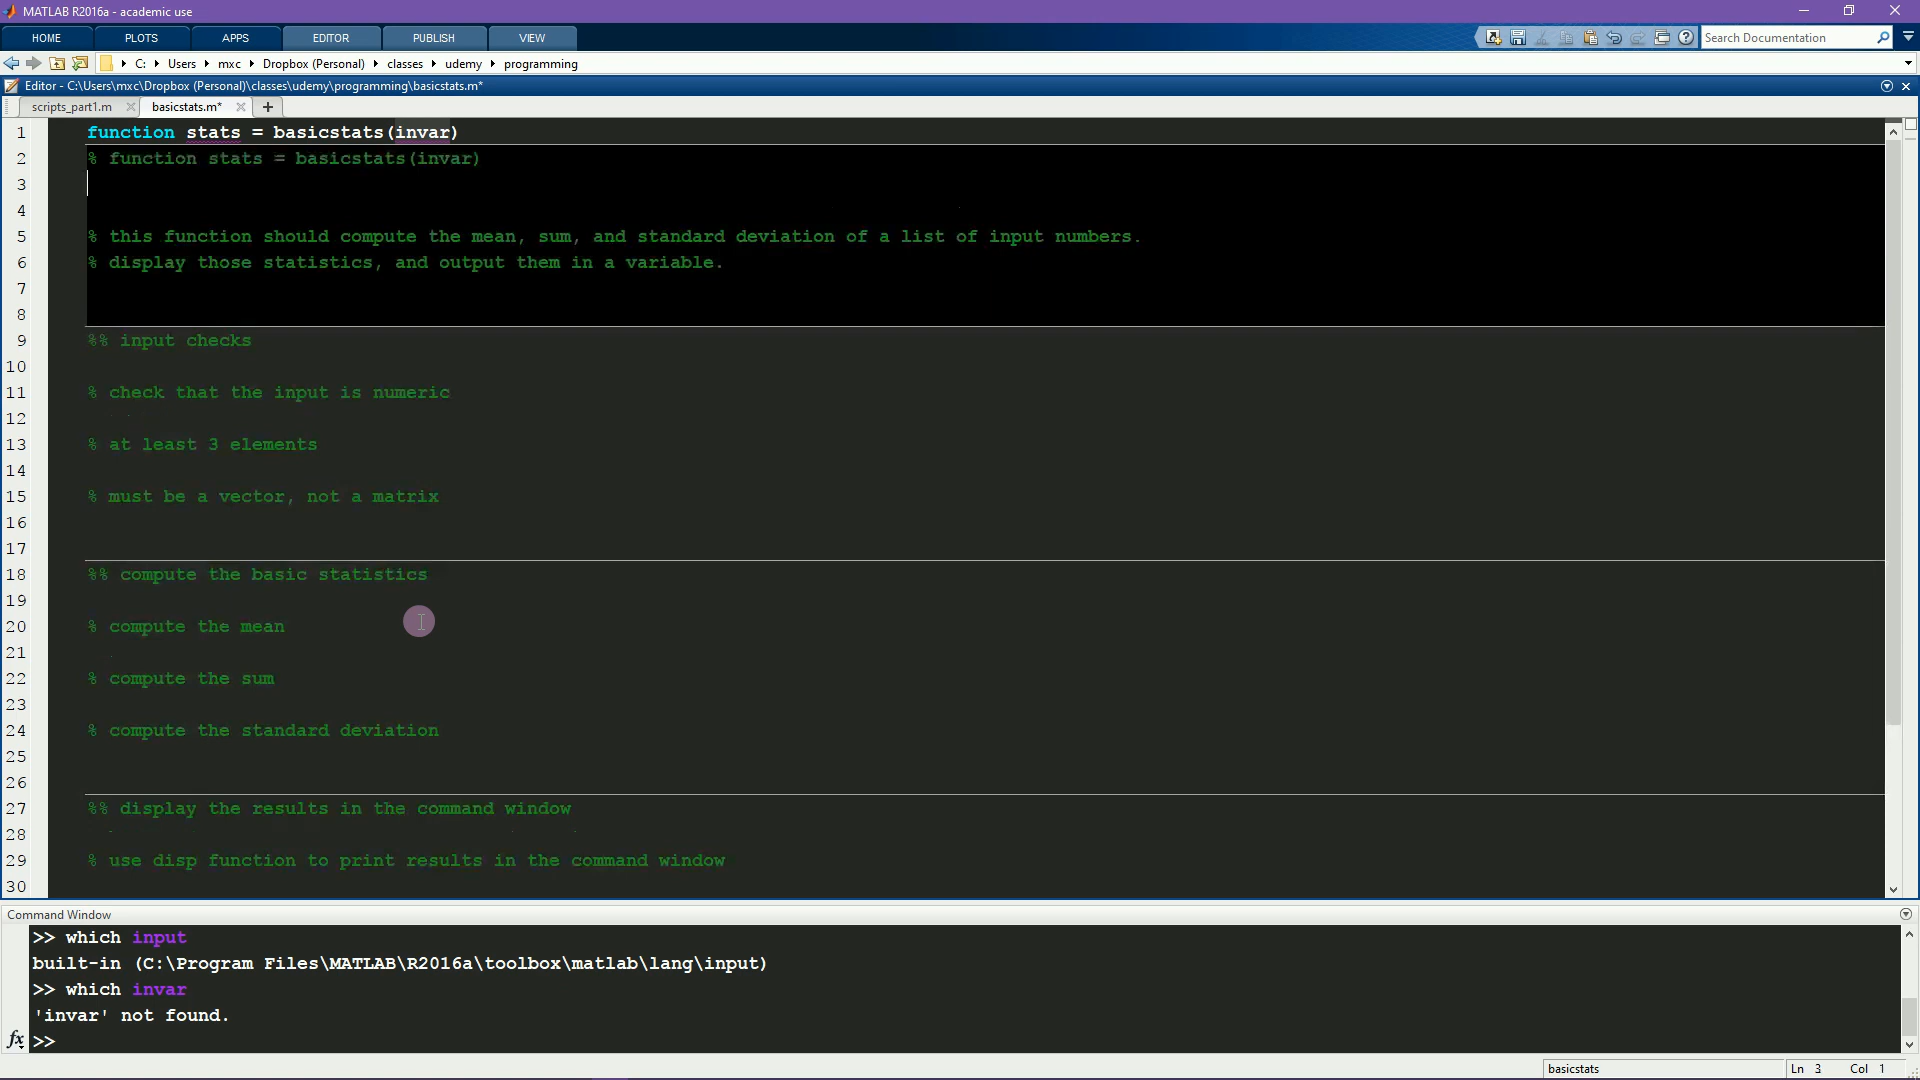 MATLAB R2016a - academic use
HOME PLOTS APPS EDITOR PUBLISH VIEW Search Documentation
C: Users mxc Dropbox (Personal) classes udemy programming
Editor - C:\Users\mxc\Dropbox (Personal)\classes\udemy\programming\basicstats.m*
scripts_part1.m basicstats.m*
1 function stats = basicstats(invar)
2 % function stats = basicstats(invar)
3
4
5 % this function should compute the mean, sum, and standard deviation of a list of input numbers.
6 % display those statistics, and output them in a variable.
7
8
9 %% input checks
10
11 % check that the input is numeric
12
13 % at least 3 elements
14
15 % must be a vector, not a matrix
16
17
18 %% compute the basic statistics
19
20 % compute the mean
21
22 % compute the sum
23
24 % compute the standard deviation
25
26
27 %% display the results in the command window
28
29 % use disp function to print results in the command window
30
Command Window
>> which input
built-in (C:\Program Files\MATLAB\R2016a\toolbox\matlab\lang\input)
>> which invar
'invar' not found.
fx >>
basicstats Ln 3 Col 1